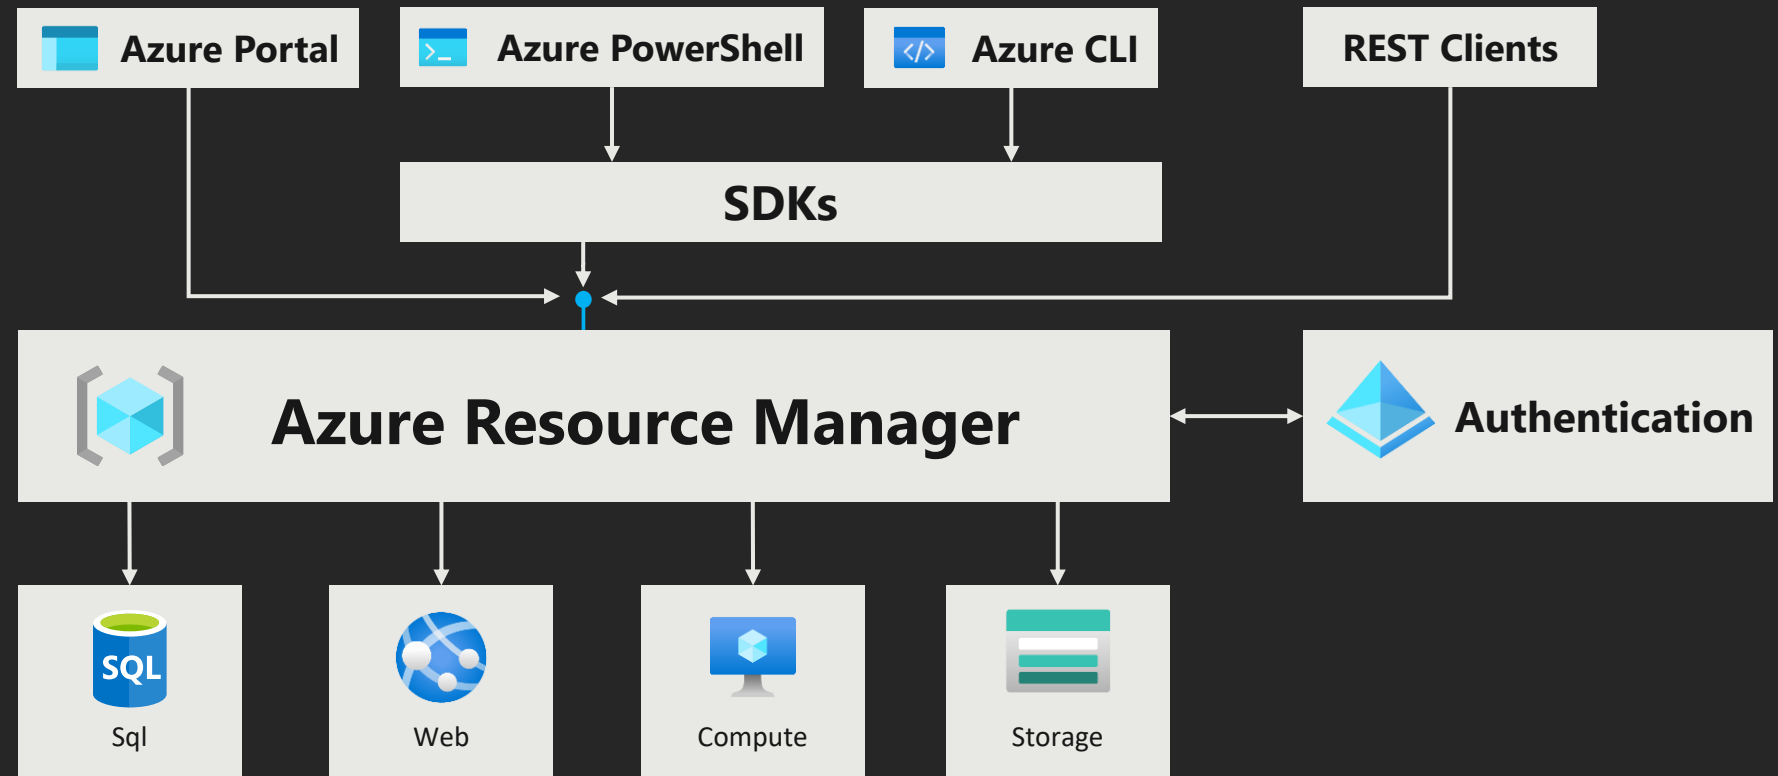 Azure Portal
Azure PowerShell
Azure CLI
REST Clients
SDKs
Azure Resource Manager
Authentication
SQL
Sql
Web
Compute
Storage